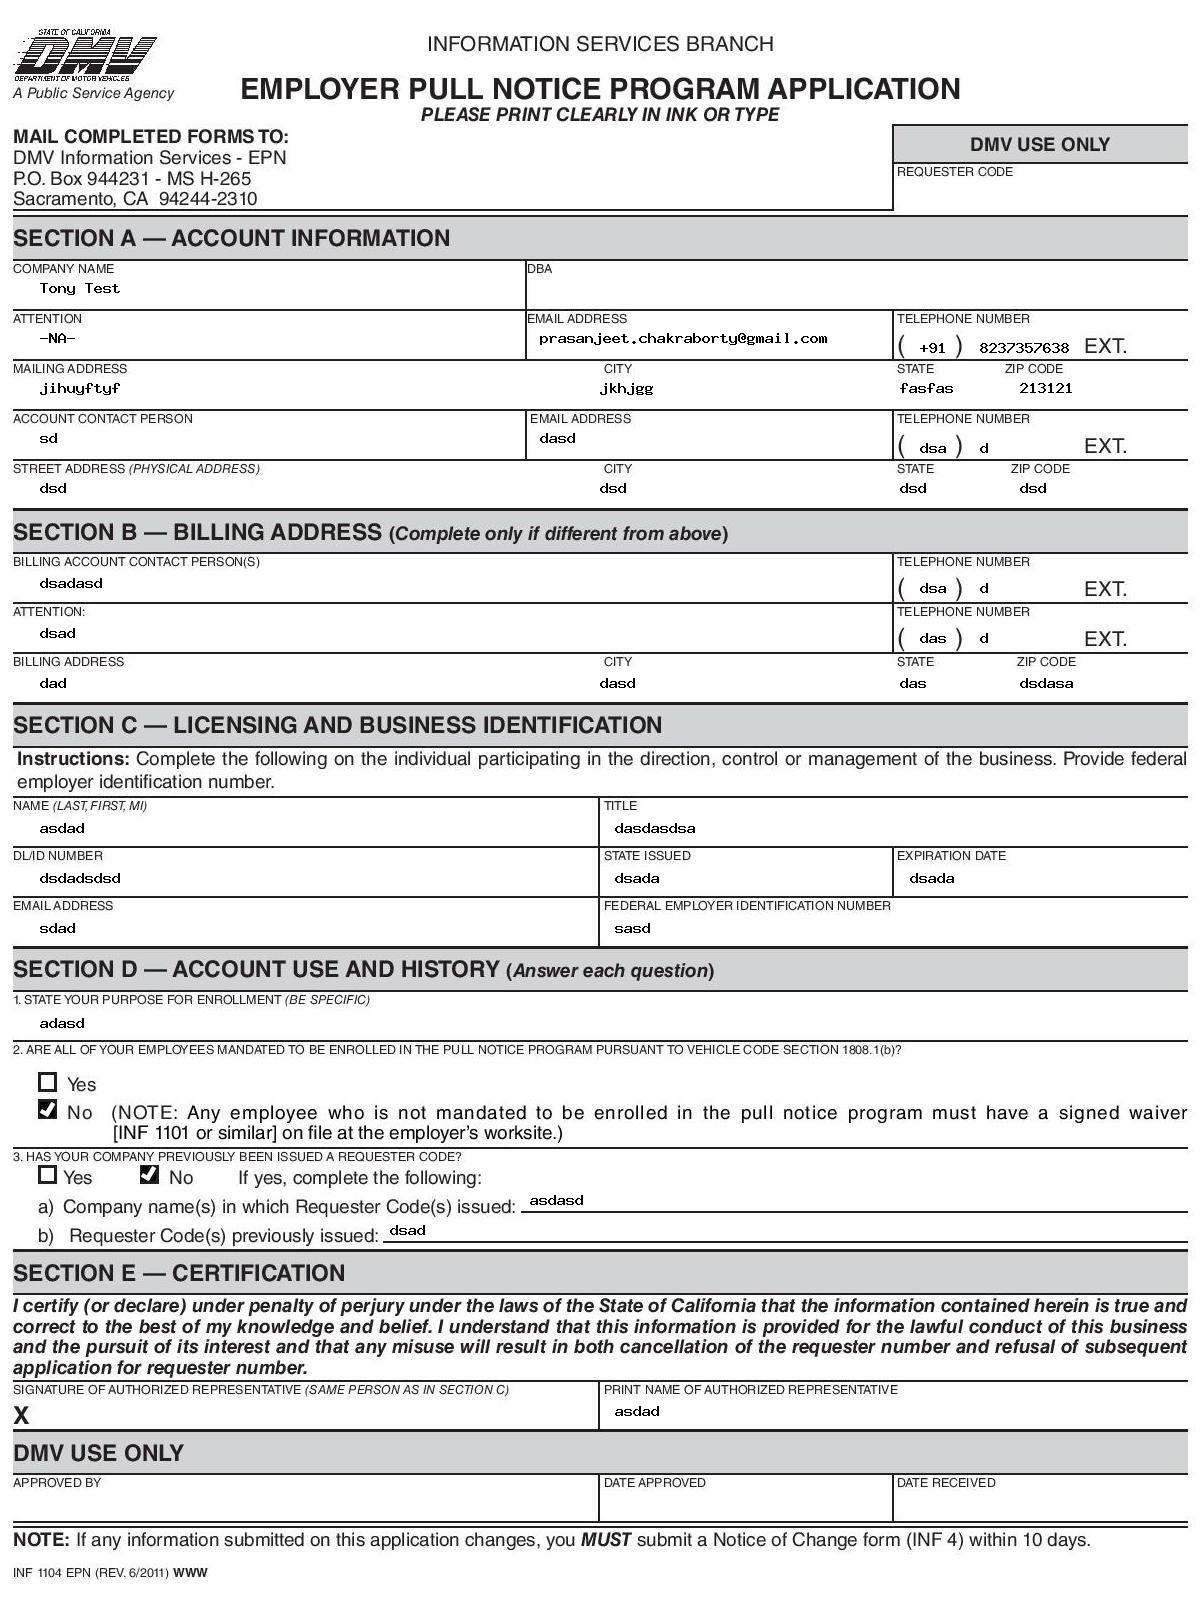 STATE OF CALIFORNIA
DMV
DEPARTMENT OF MOTOR VEHICLES
A Public Service Agency
INFORMATION SERVICES BRANCH
EMPLOYER PULL NOTICE PROGRAM APPLICATION
PLEASE PRINT CLEARLY IN INK OR TYPE
MAIL COMPLETED FORMS TO:
DMV Information Services - EPN
P.O. Box 944231 - MS H-265
Sacramento, CA 94244-2310
DMV USE ONLY
REQUESTER CODE
SECTION A — ACCOUNT INFORMATION
COMPANY NAME DBA
Tony Test
ATTENTION EMAIL ADDRESS TELEPHONE NUMBER
-NA- prasanjeet.chakraborty@gmail.com ( +91 ) 8237357638 EXT.
MAILING ADDRESS CITY STATE ZIP CODE
jihuyftyf jkhjgg fasfas 213121
ACCOUNT CONTACT PERSON EMAIL ADDRESS TELEPHONE NUMBER
sd dasd ( dsa ) d EXT.
STREET ADDRESS (PHYSICAL ADDRESS) CITY STATE ZIP CODE
dsd dsd dsd dsd
SECTION B — BILLING ADDRESS (Complete only if different from above)
BILLING ACCOUNT CONTACT PERSON(S) TELEPHONE NUMBER
dsadasd ( dsa ) d EXT.
ATTENTION: TELEPHONE NUMBER
dsad ( das ) d EXT.
BILLING ADDRESS CITY STATE ZIP CODE
dad dasd das dsdasa
SECTION C — LICENSING AND BUSINESS IDENTIFICATION
Instructions: Complete the following on the individual participating in the direction, control or management of the business. Provide federal
employer identification number.
NAME (LAST, FIRST, MI) TITLE
asdad dasdasdsa
DL/ID NUMBER STATE ISSUED EXPIRATION DATE
dsdadsdsd dsada dsada
EMAIL ADDRESS FEDERAL EMPLOYER IDENTIFICATION NUMBER
sdad sasd
SECTION D — ACCOUNT USE AND HISTORY (Answer each question)
1. STATE YOUR PURPOSE FOR ENROLLMENT (BE SPECIFIC)
adasd
2. ARE ALL OF YOUR EMPLOYEES MANDATED TO BE ENROLLED IN THE PULL NOTICE PROGRAM PURSUANT TO VEHICLE CODE SECTION 1808.1(b)?
Yes
No (NOTE: Any employee who is not mandated to be enrolled in the pull notice program must have a signed waiver
[INF 1101 or similar] on file at the employer's worksite.)
3. HAS YOUR COMPANY PREVIOUSLY BEEN ISSUED A REQUESTER CODE?
Yes No If yes, complete the following:
a) Company name(s) in which Requester Code(s) issued: asdasd
b) Requester Code(s) previously issued: dsad
SECTION E — CERTIFICATION
I certify (or declare) under penalty of perjury under the laws of the State of California that the information contained herein is true and
correct to the best of my knowledge and belief. I understand that this information is provided for the lawful conduct of this business
and the pursuit of its interest and that any misuse will result in both cancellation of the requester number and refusal of subsequent
application for requester number.
SIGNATURE OF AUTHORIZED REPRESENTATIVE (SAME PERSON AS IN SECTION C) PRINT NAME OF AUTHORIZED REPRESENTATIVE
X asdad
DMV USE ONLY
APPROVED BY DATE APPROVED DATE RECEIVED
NOTE: If any information submitted on this application changes, you MUST submit a Notice of Change form (INF 4) within 10 days.
INF 1104 EPN (REV. 6/2011) WWW